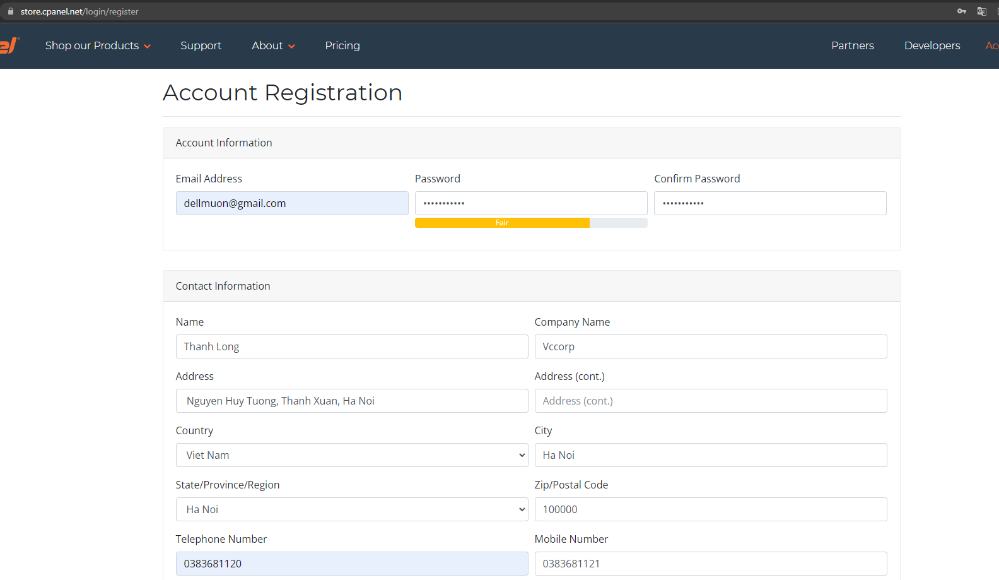 store.cpanel.net/login/register
Shop our Products Support About Pricing Partners Developers
Account Registration
Account Information
Email Address Password Confirm Password
dellmuon@gmail.com ••••••••••• •••••••••••
Fair
Contact Information
Name Company Name
Thanh Long Vccorp
Address Address (cont.)
Nguyen Huy Tuong, Thanh Xuan, Ha Noi Address (cont.)
Country City
Viet Nam Ha Noi
State/Province/Region Zip/Postal Code
Ha Noi 100000
Telephone Number Mobile Number
0383681120 0383681121